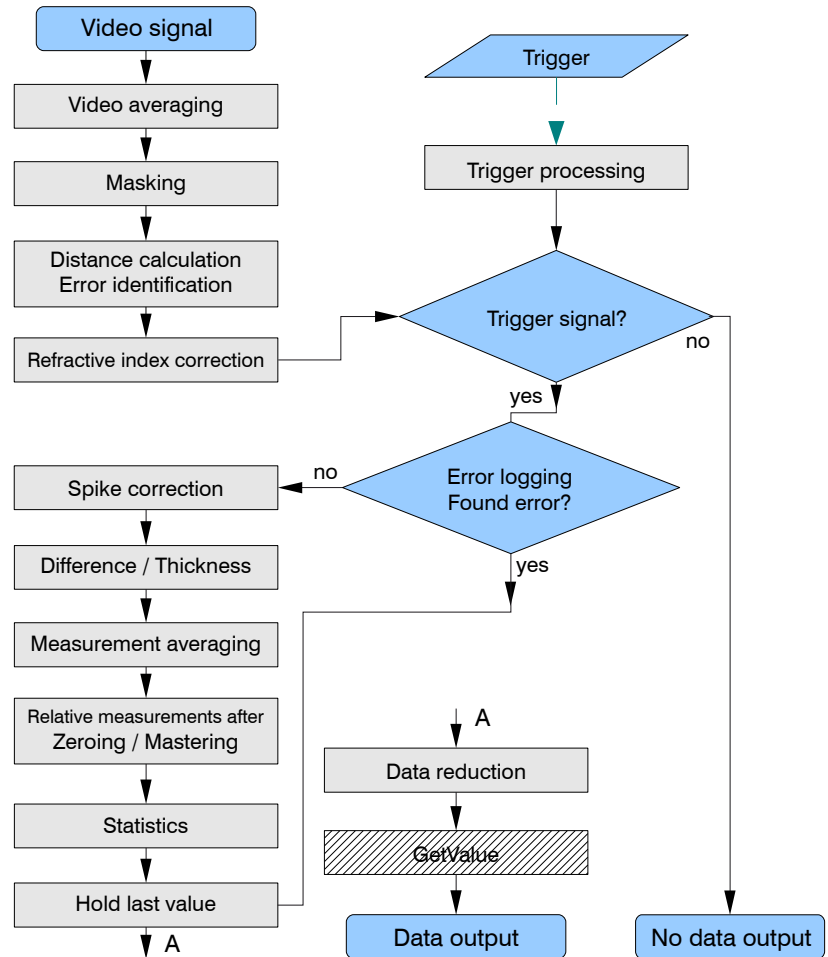 Video signal
Video averaging
Masking
Distance calculation
Error identification
Refractive index correction
Trigger
Trigger processing
Trigger signal?
no
yes
Error logging
Found error?
no
yes
Spike correction
Difference / Thickness
Measurement averaging
Relative measurements after
Zeroing / Mastering
Statistics
Hold last value
A
A
Data reduction
GetValue
Data output
No data output